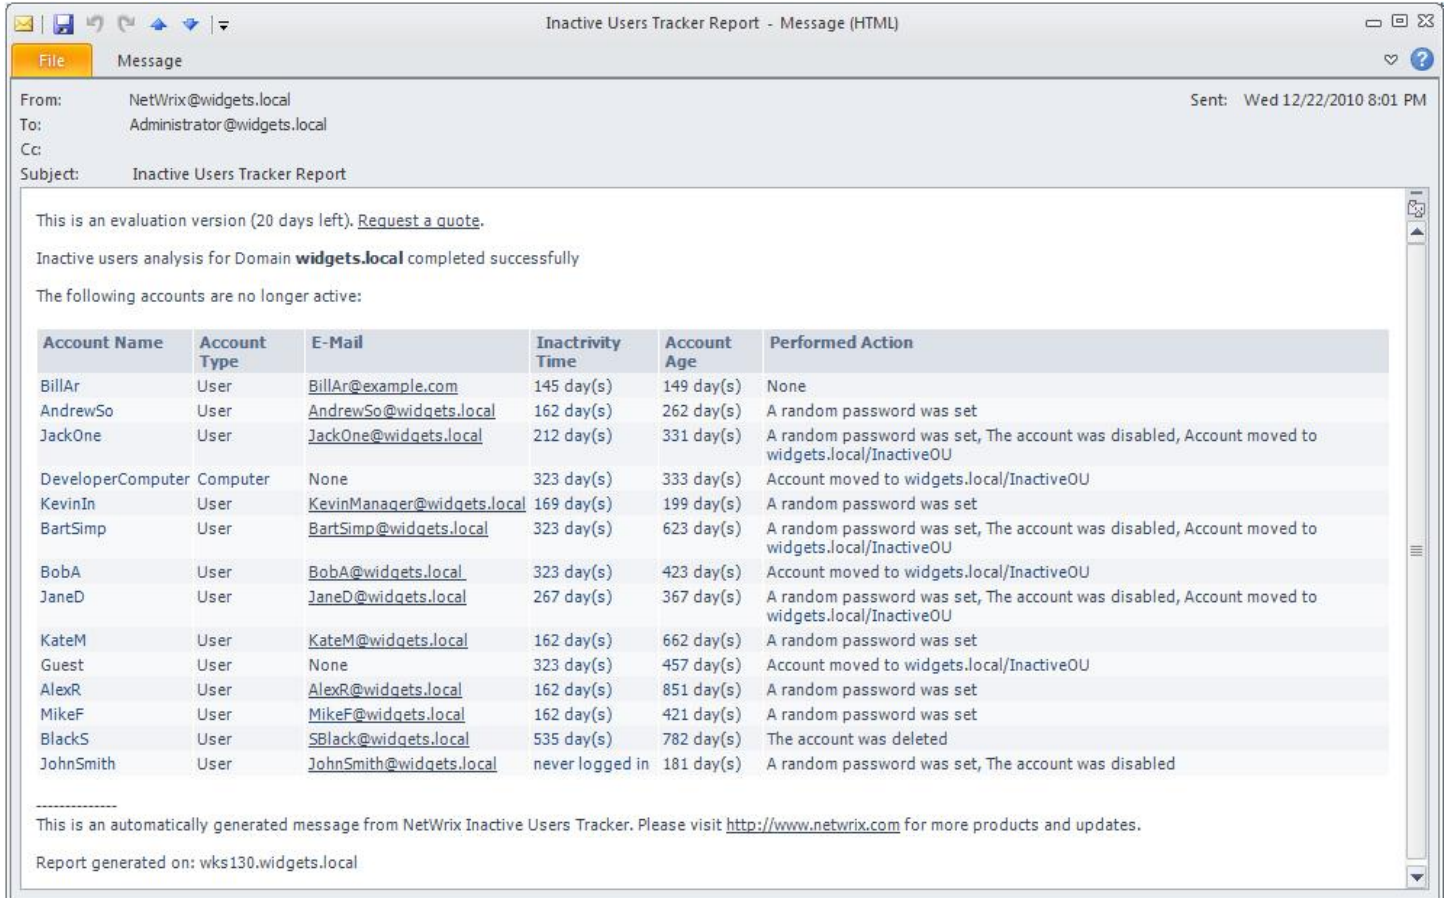 Inactive Users Tracker Report - Message (HTML)
File Message
From: NetWrix@widgets.local Sent: Wed 12/22/2010 8:01 PM
To: Administrator@widgets.local
Cc:
Subject: Inactive Users Tracker Report
This is an evaluation version (20 days left). Request a quote.
Inactive users analysis for Domain widgets.local completed successfully
The following accounts are no longer active:
Account Name Account Type E-Mail Inactrivity Time Account Age Performed Action
BillAr User BillAr@example.com 145 day(s) 149 day(s) None
AndrewSo User AndrewSo@widgets.local 162 day(s) 262 day(s) A random password was set
JackOne User JackOne@widgets.local 212 day(s) 331 day(s) A random password was set, The account was disabled, Account moved to
widgets.local/InactiveOU
DeveloperComputer Computer None 323 day(s) 333 day(s) Account moved to widgets.local/InactiveOU
KevinIn User KevinManager@widgets.local 169 day(s) 199 day(s) A random password was set
BartSimp User BartSimp@widgets.local 323 day(s) 623 day(s) A random password was set, The account was disabled, Account moved to
widgets.local/InactiveOU
BobA User BobA@widgets.local 323 day(s) 423 day(s) Account moved to widgets.local/InactiveOU
JaneD User JaneD@widgets.local 267 day(s) 367 day(s) A random password was set, The account was disabled, Account moved to
widgets.local/InactiveOU
KateM User KateM@widgets.local 162 day(s) 662 day(s) A random password was set
Guest User None 323 day(s) 457 day(s) Account moved to widgets.local/InactiveOU
AlexR User AlexR@widgets.local 162 day(s) 851 day(s) A random password was set
MikeF User MikeF@widgets.local 162 day(s) 421 day(s) A random password was set
BlackS User SBlack@widgets.local 535 day(s) 782 day(s) The account was deleted
JohnSmith User JohnSmith@widgets.local never logged in 181 day(s) A random password was set, The account was disabled
--------------
This is an automatically generated message from NetWrix Inactive Users Tracker. Please visit http://www.netwrix.com for more products and updates.
Report generated on: wks130.widgets.local